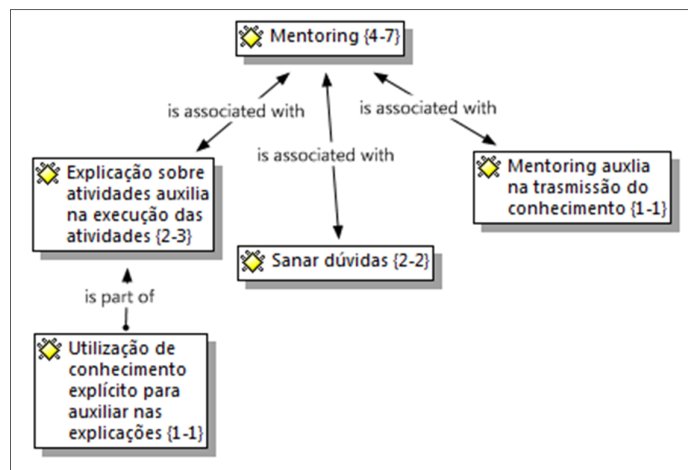 Mentoring {4-7}
is associated with
is associated with
is associated with
Explicação sobre
atividades auxilia
na execução das
atividades {2-3}
Mentoring auxlia
na trasmissão do
conhecimento {1-1}
Sanar dúvidas {2-2}
is part of
Utilização de
conhecimento
explícito para
auxiliar nas
explicações {1-1}